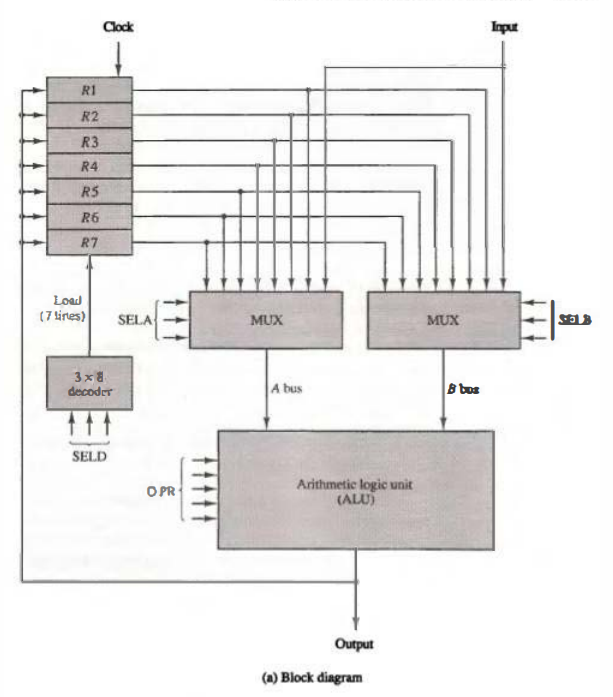 Clock
Input
R1
R2
R3
R4
R5
R6
R7
Load
(7 lines)
SELA
MUX
MUX
SELB
3 × 8
decoder
A bus
B bus
SELD
OPR
Arithmetic logic unit
(ALU)
Output
(a) Block diagram